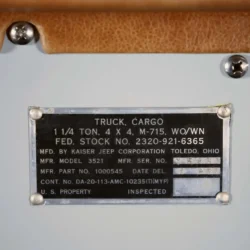 TRUCK, CARGO
1 1/4 TON, 4 X 4, M-715, WO/WN
FED. STOCK NO. 2320-921-6365
MFD. BY KAISER JEEP CORPORATION TOLEDO, OHIO
MFR. MODEL 3521 MFR. SER. NO.
MFR. PART NO. 1000545 DATE DEL.
CONT. NO. DA-20-113-AMC-10235(T)(MYP)
U. S. PROPERTY INSPECTED